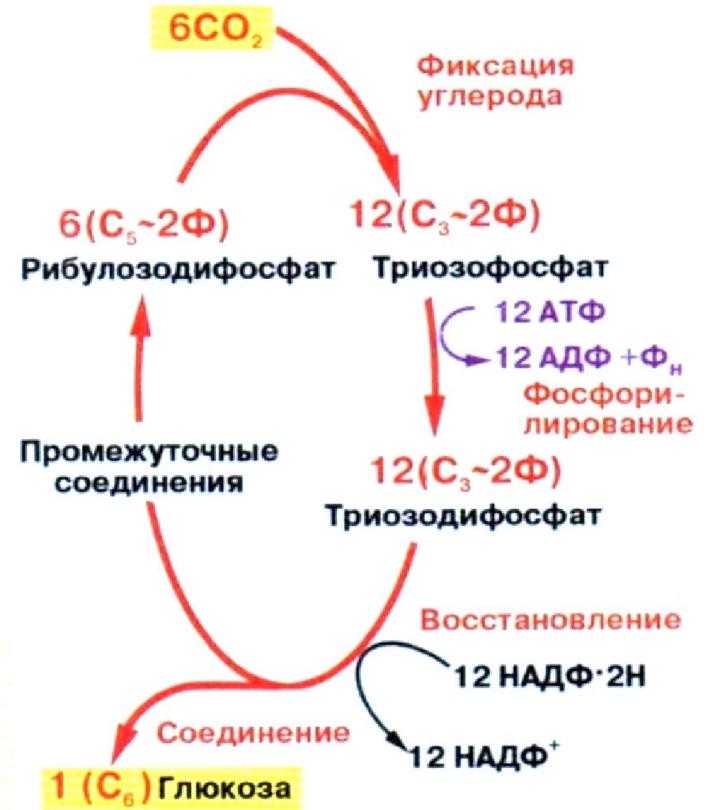 6CO₂
Фиксация
углерода
6(C₅~2Ф)
12(C₃~2Ф)
Рибулозодифосфат
Триозофосфат
12 АТФ
12 АДФ +Фₙ
Фосфори-
лирование
Промежуточные
соединения
12(C₃~2Ф)
Триозодифосфат
Восстановление
12 НАДФ·2Н
Соединение
12 НАДФ⁺
1 (C₆) Глюкоза